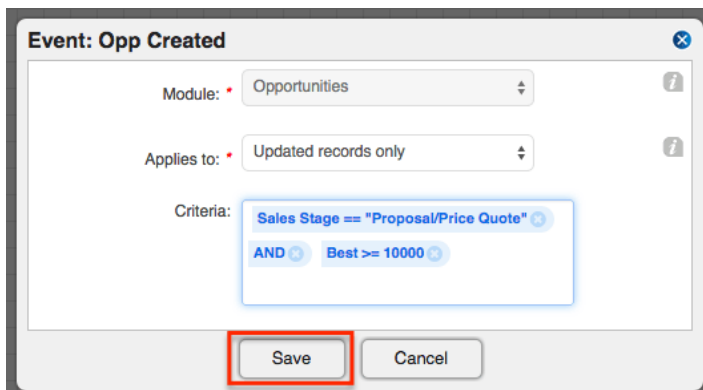 Event: Opp Created
Module: * Opportunities
Applies to: * Updated records only
Criteria: Sales Stage == "Proposal/Price Quote"
AND Best >= 10000
Save Cancel